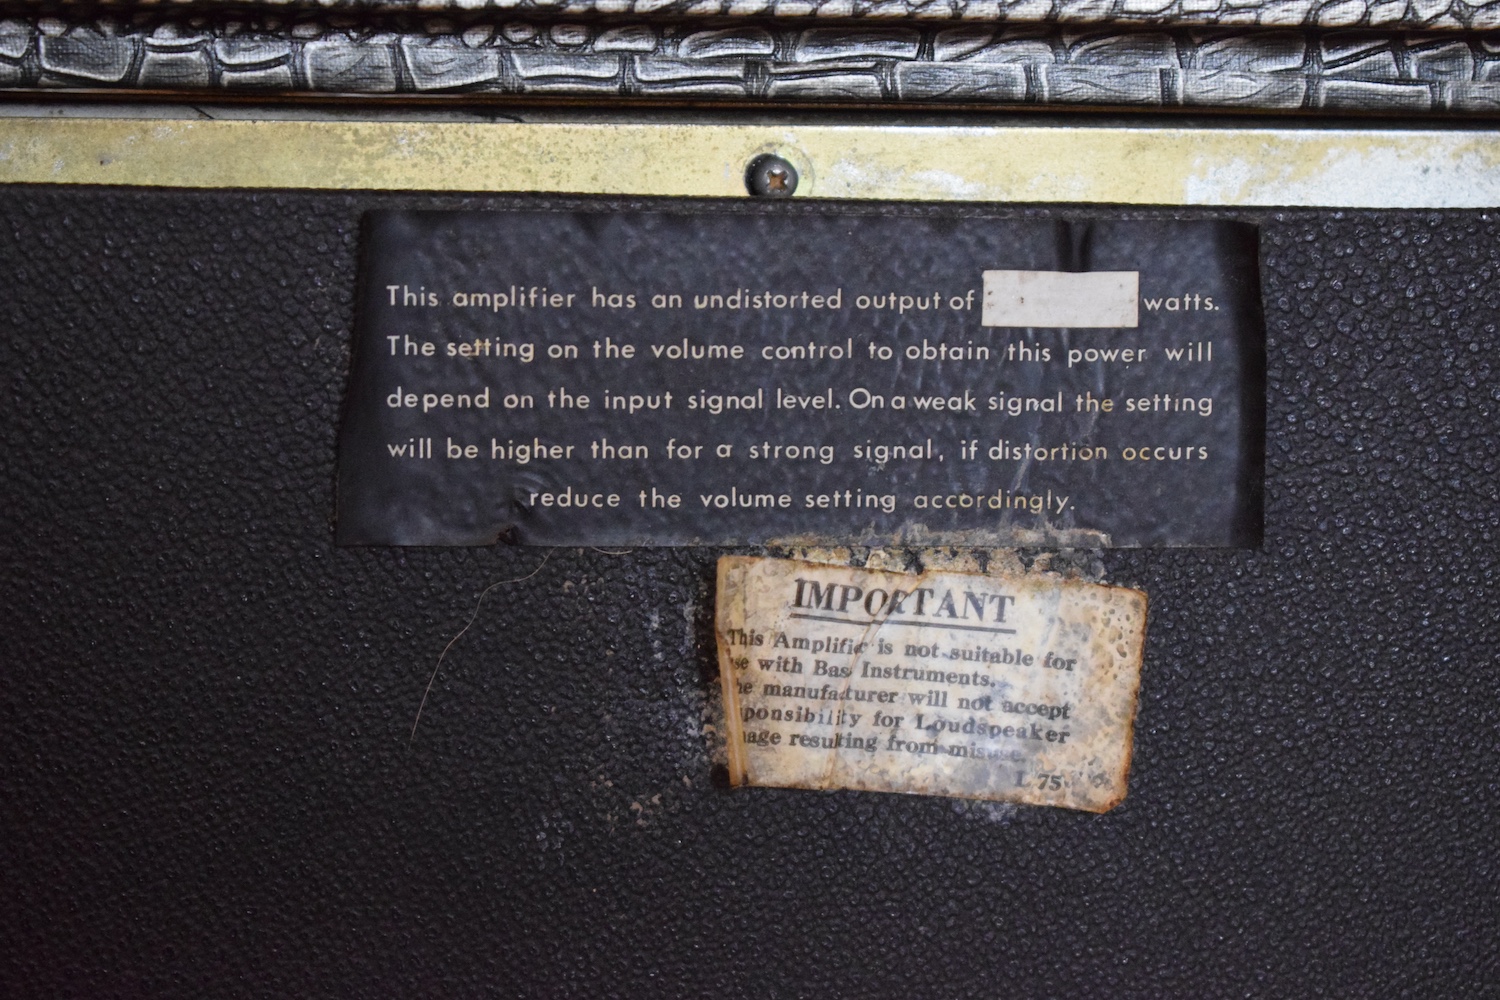 This amplifier has an undistorted output of watts.
The setting on the volume control to obtain this power will
depend on the input signal level. On a weak signal the setting
will be higher than for a strong signal, if distortion occurs
reduce the volume setting accordingly.
IMPORTANT
This Amplifie is not suitable for
se with Bas Instruments.
he manufacturer will not accept
ponsibility for Loudspeaker
age resulting from misuse.
L 75